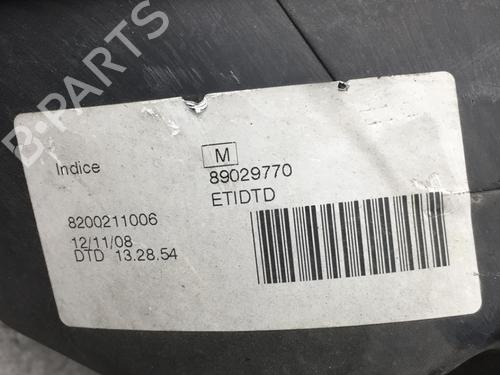 B-PARTS
M
Indice
89029770
ETIDTD
8200211006
12/11/08
DTD 13.28.54